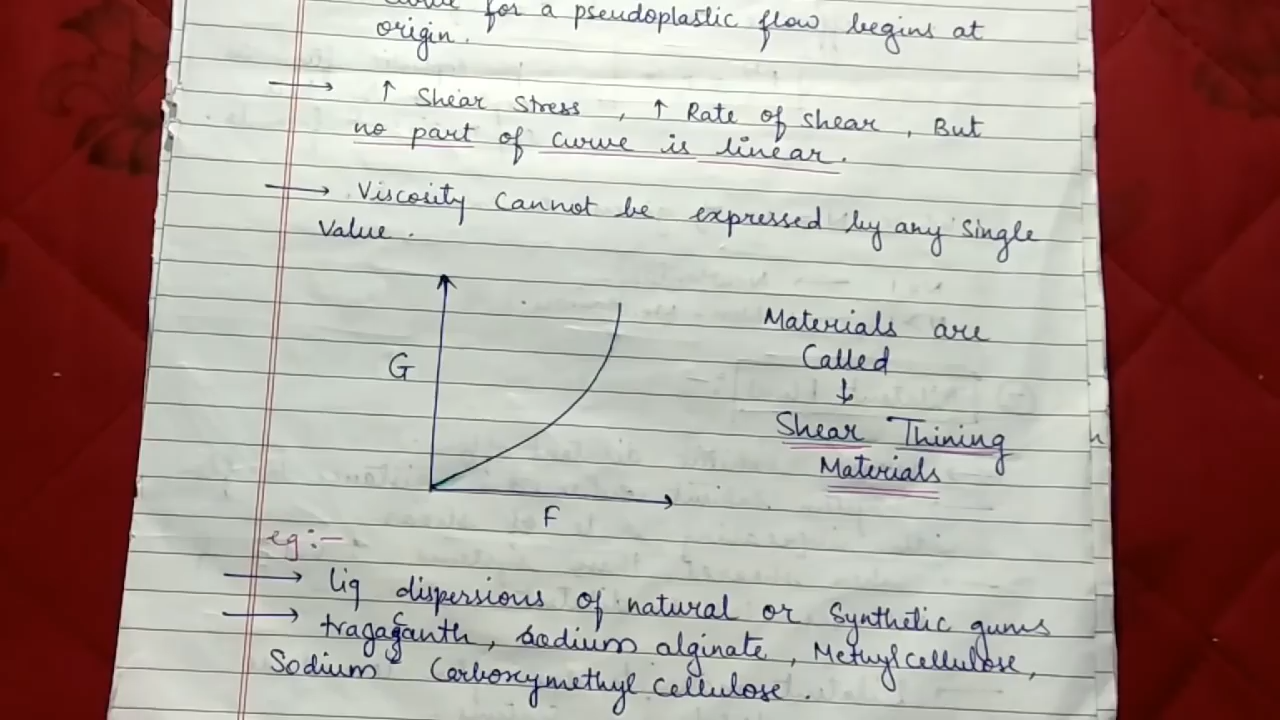 for a pseudoplastic flow begins at
origin.
→ ↑ Shear Stress, ↑ Rate of shear, But
no part of curve is linear.
→ Viscosity Cannot be expressed by any Single
Value.
G
F
Materials are
Called
↓
Shear Thining
Materials
eg:-
→ liq dispersions of natural or Synthetic gums
→ tragacanth, sodium alginate, Methylcellulose,
Sodium Carboxymethyl cellulose.